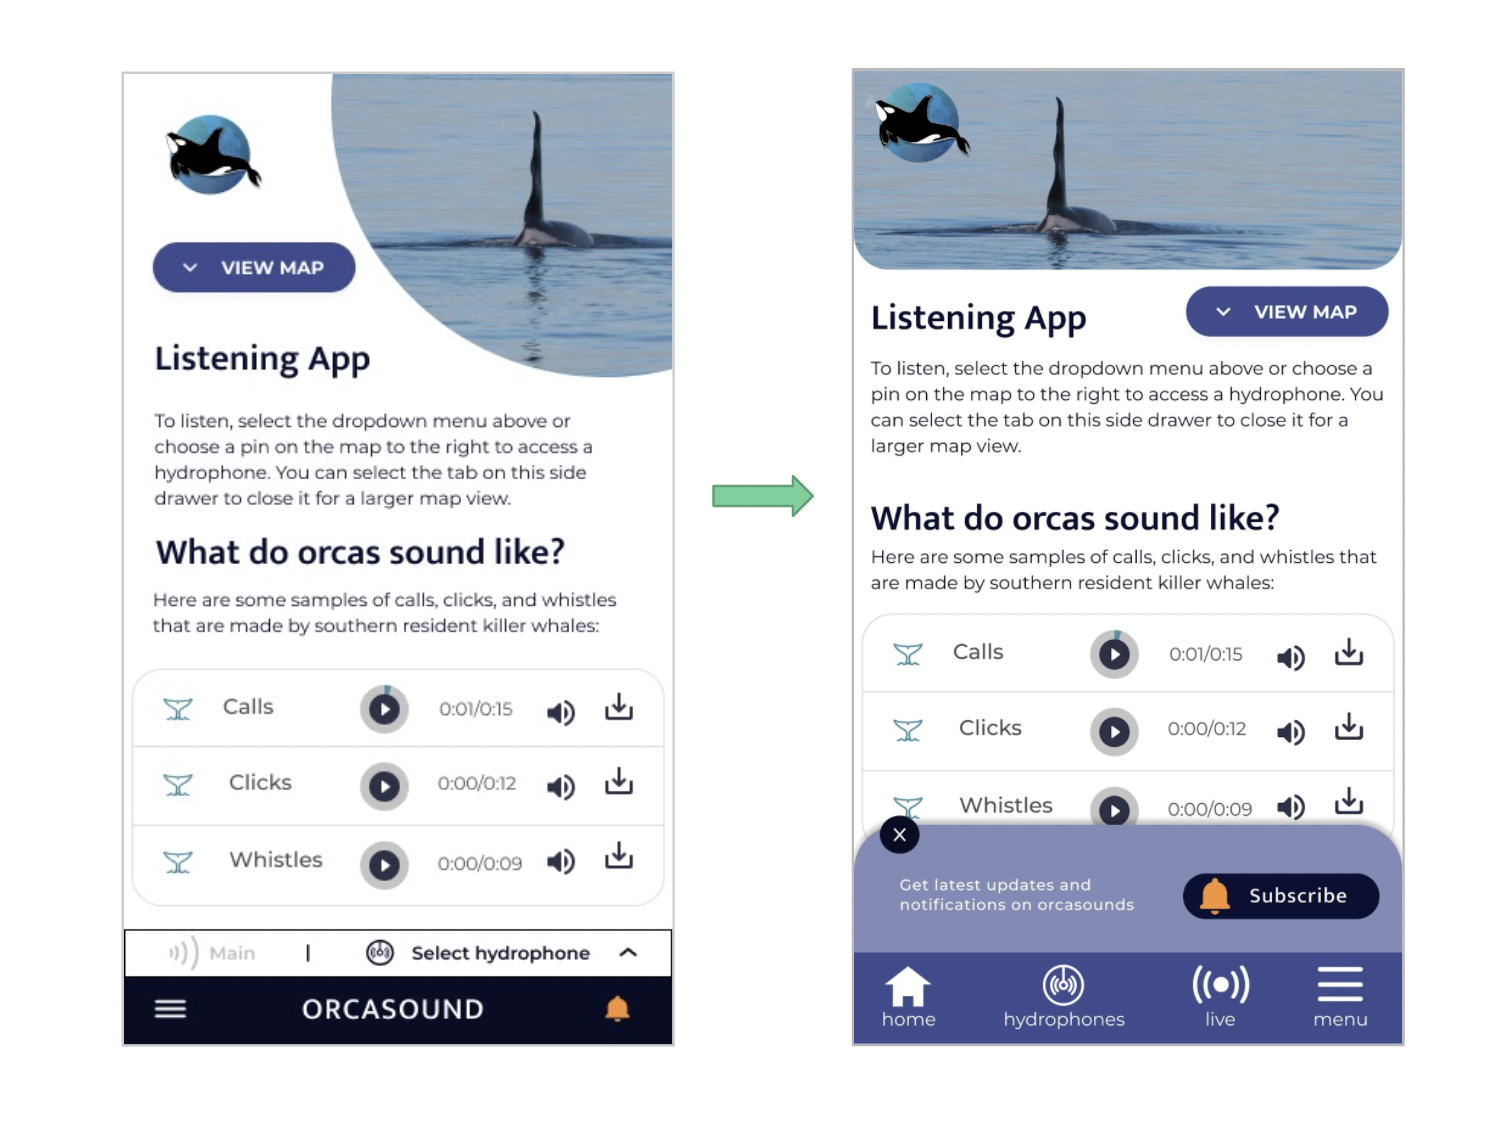 VIEW MAP
Listening App
To listen, select the dropdown menu above or
choose a pin on the map to the right to access a
hydrophone. You can select the tab on this side
drawer to close it for a larger map view.
What do orcas sound like?
Here are some samples of calls, clicks, and whistles
that are made by southern resident killer whales:
Calls 0:01/0:15
Clicks 0:00/0:12
Whistles 0:00/0:09
Main | Select hydrophone
ORCASOUND
Listening App VIEW MAP
To listen, select the dropdown menu above or choose a
pin on the map to the right to access a hydrophone. You
can select the tab on this side drawer to close it for a
larger map view.
What do orcas sound like?
Here are some samples of calls, clicks, and whistles that
are made by southern resident killer whales:
Calls 0:01/0:15
Clicks 0:00/0:12
Whistles 0:00/0:09
X
Get latest updates and
notifications on orcasounds
Subscribe
home hydrophones live menu